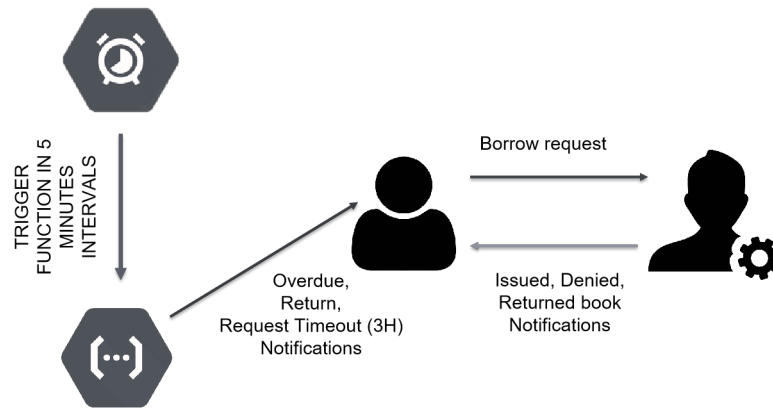 TRIGGER
FUNCTION IN 5
MINUTES
INTERVALS
Borrow request
Overdue,
Return,
Request Timeout (3H)
Notifications
Issued, Denied,
Returned book
Notifications